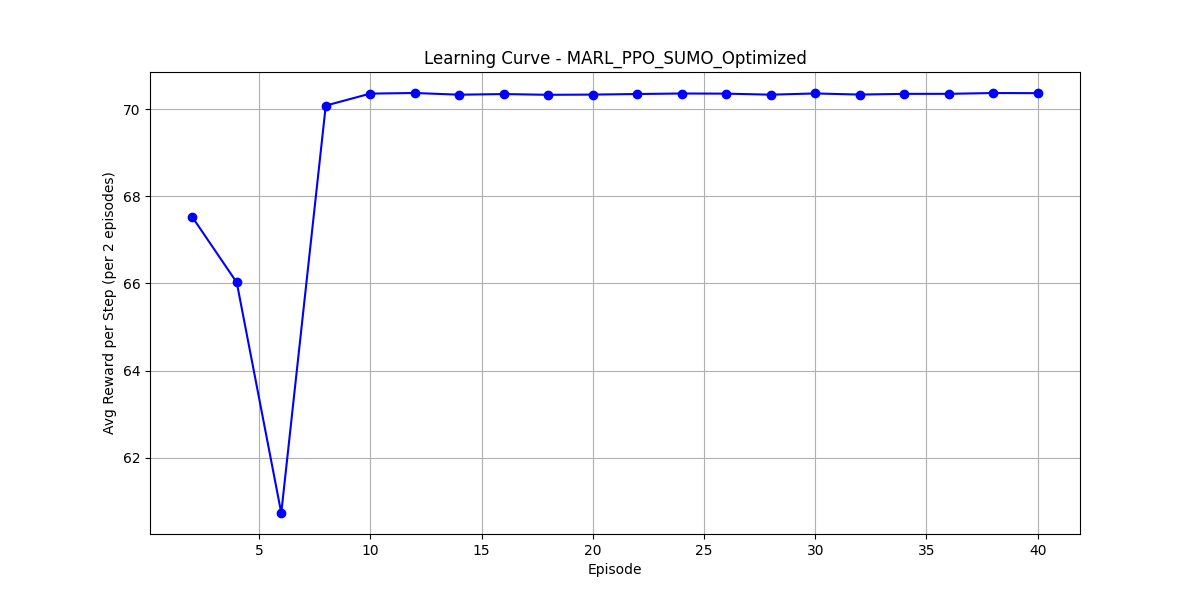 Learning Curve - MARL_PPO_SUMO_Optimized
Avg Reward per Step (per 2 episodes)
70
68
66
64
62
5 10 15 20 25 30 35 40
Episode